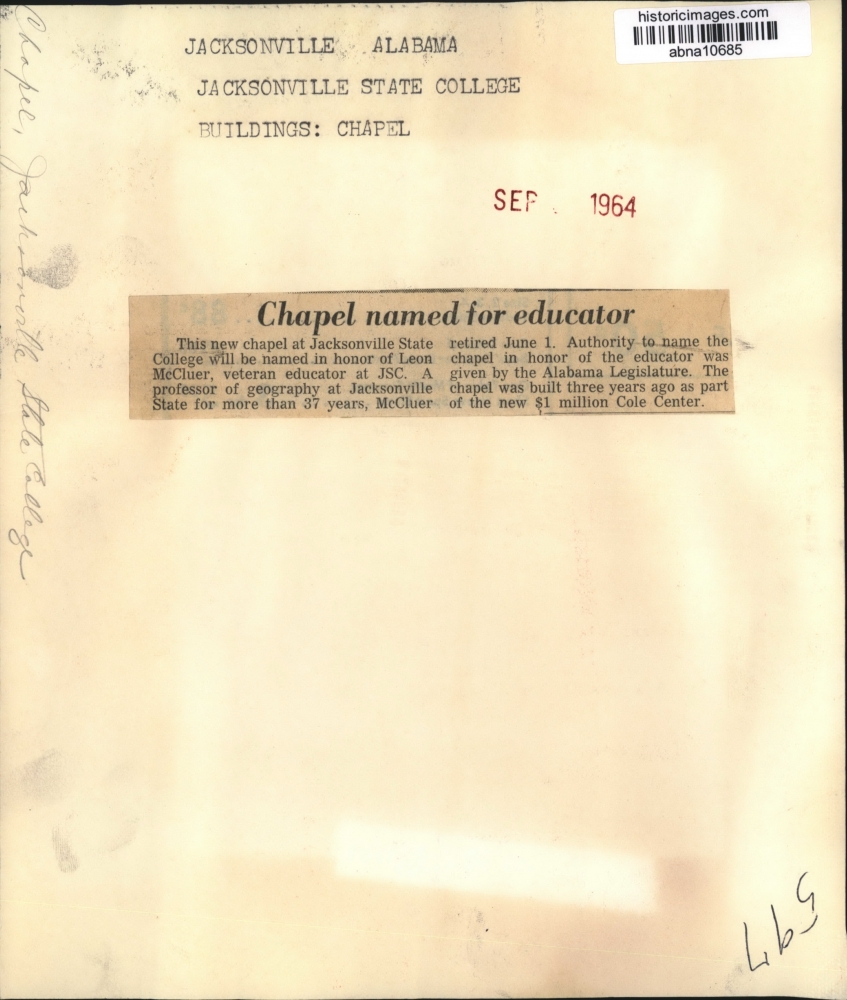 historicimages.com
abna10685
JACKSONVILLE ALABAMA
JACKSONVILLE STATE COLLEGE
BUILDINGS: CHAPEL
SEP 1964
Chapel, Jacksonville State College
Chapel named for educator
This new chapel at Jacksonville State
College will be named in honor of Leon
McCluer, veteran educator at JSC. A
professor of geography at Jacksonville
State for more than 37 years, McCluer
retired June 1. Authority to name the
chapel in honor of the educator was
given by the Alabama Legislature. The
chapel was built three years ago as part
of the new $1 million Cole Center.